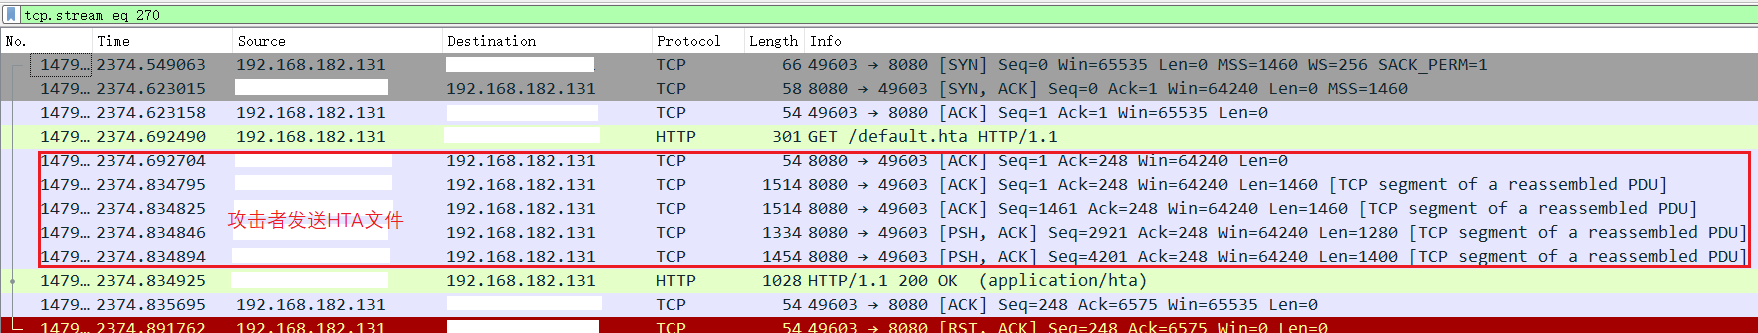 tcp.stream eq 270
No. Time Source Destination Protocol Length Info
1479… 2374.549063 192.168.182.131 TCP 66 49603 → 8080 [SYN] Seq=0 Win=65535 Len=0 MSS=1460 WS=256 SACK_PERM=1
1479… 2374.623015 192.168.182.131 TCP 58 8080 → 49603 [SYN, ACK] Seq=0 Ack=1 Win=64240 Len=0 MSS=1460
1479… 2374.623158 192.168.182.131 TCP 54 49603 → 8080 [ACK] Seq=1 Ack=1 Win=65535 Len=0
1479… 2374.692490 192.168.182.131 HTTP 301 GET /default.hta HTTP/1.1
1479… 2374.692704 192.168.182.131 TCP 54 8080 → 49603 [ACK] Seq=1 Ack=248 Win=64240 Len=0
1479… 2374.834795 192.168.182.131 TCP 1514 8080 → 49603 [ACK] Seq=1 Ack=248 Win=64240 Len=1460 [TCP segment of a reassembled PDU]
1479… 2374.834825 192.168.182.131 TCP 1514 8080 → 49603 [ACK] Seq=1461 Ack=248 Win=64240 Len=1460 [TCP segment of a reassembled PDU]
攻击者发送HTA文件
1479… 2374.834846 192.168.182.131 TCP 1334 8080 → 49603 [PSH, ACK] Seq=2921 Ack=248 Win=64240 Len=1280 [TCP segment of a reassembled PDU]
1479… 2374.834894 192.168.182.131 TCP 1454 8080 → 49603 [PSH, ACK] Seq=4201 Ack=248 Win=64240 Len=1400 [TCP segment of a reassembled PDU]
1479… 2374.834925 192.168.182.131 HTTP 1028 HTTP/1.1 200 OK (application/hta)
1479… 2374.835695 192.168.182.131 TCP 54 49603 → 8080 [ACK] Seq=248 Ack=6575 Win=65535 Len=0
1479… 2374.891762 192.168.182.131 TCP 54 49603 → 8080 [RST, ACK] Seq=248 Ack=6575 Win=0 Len=0